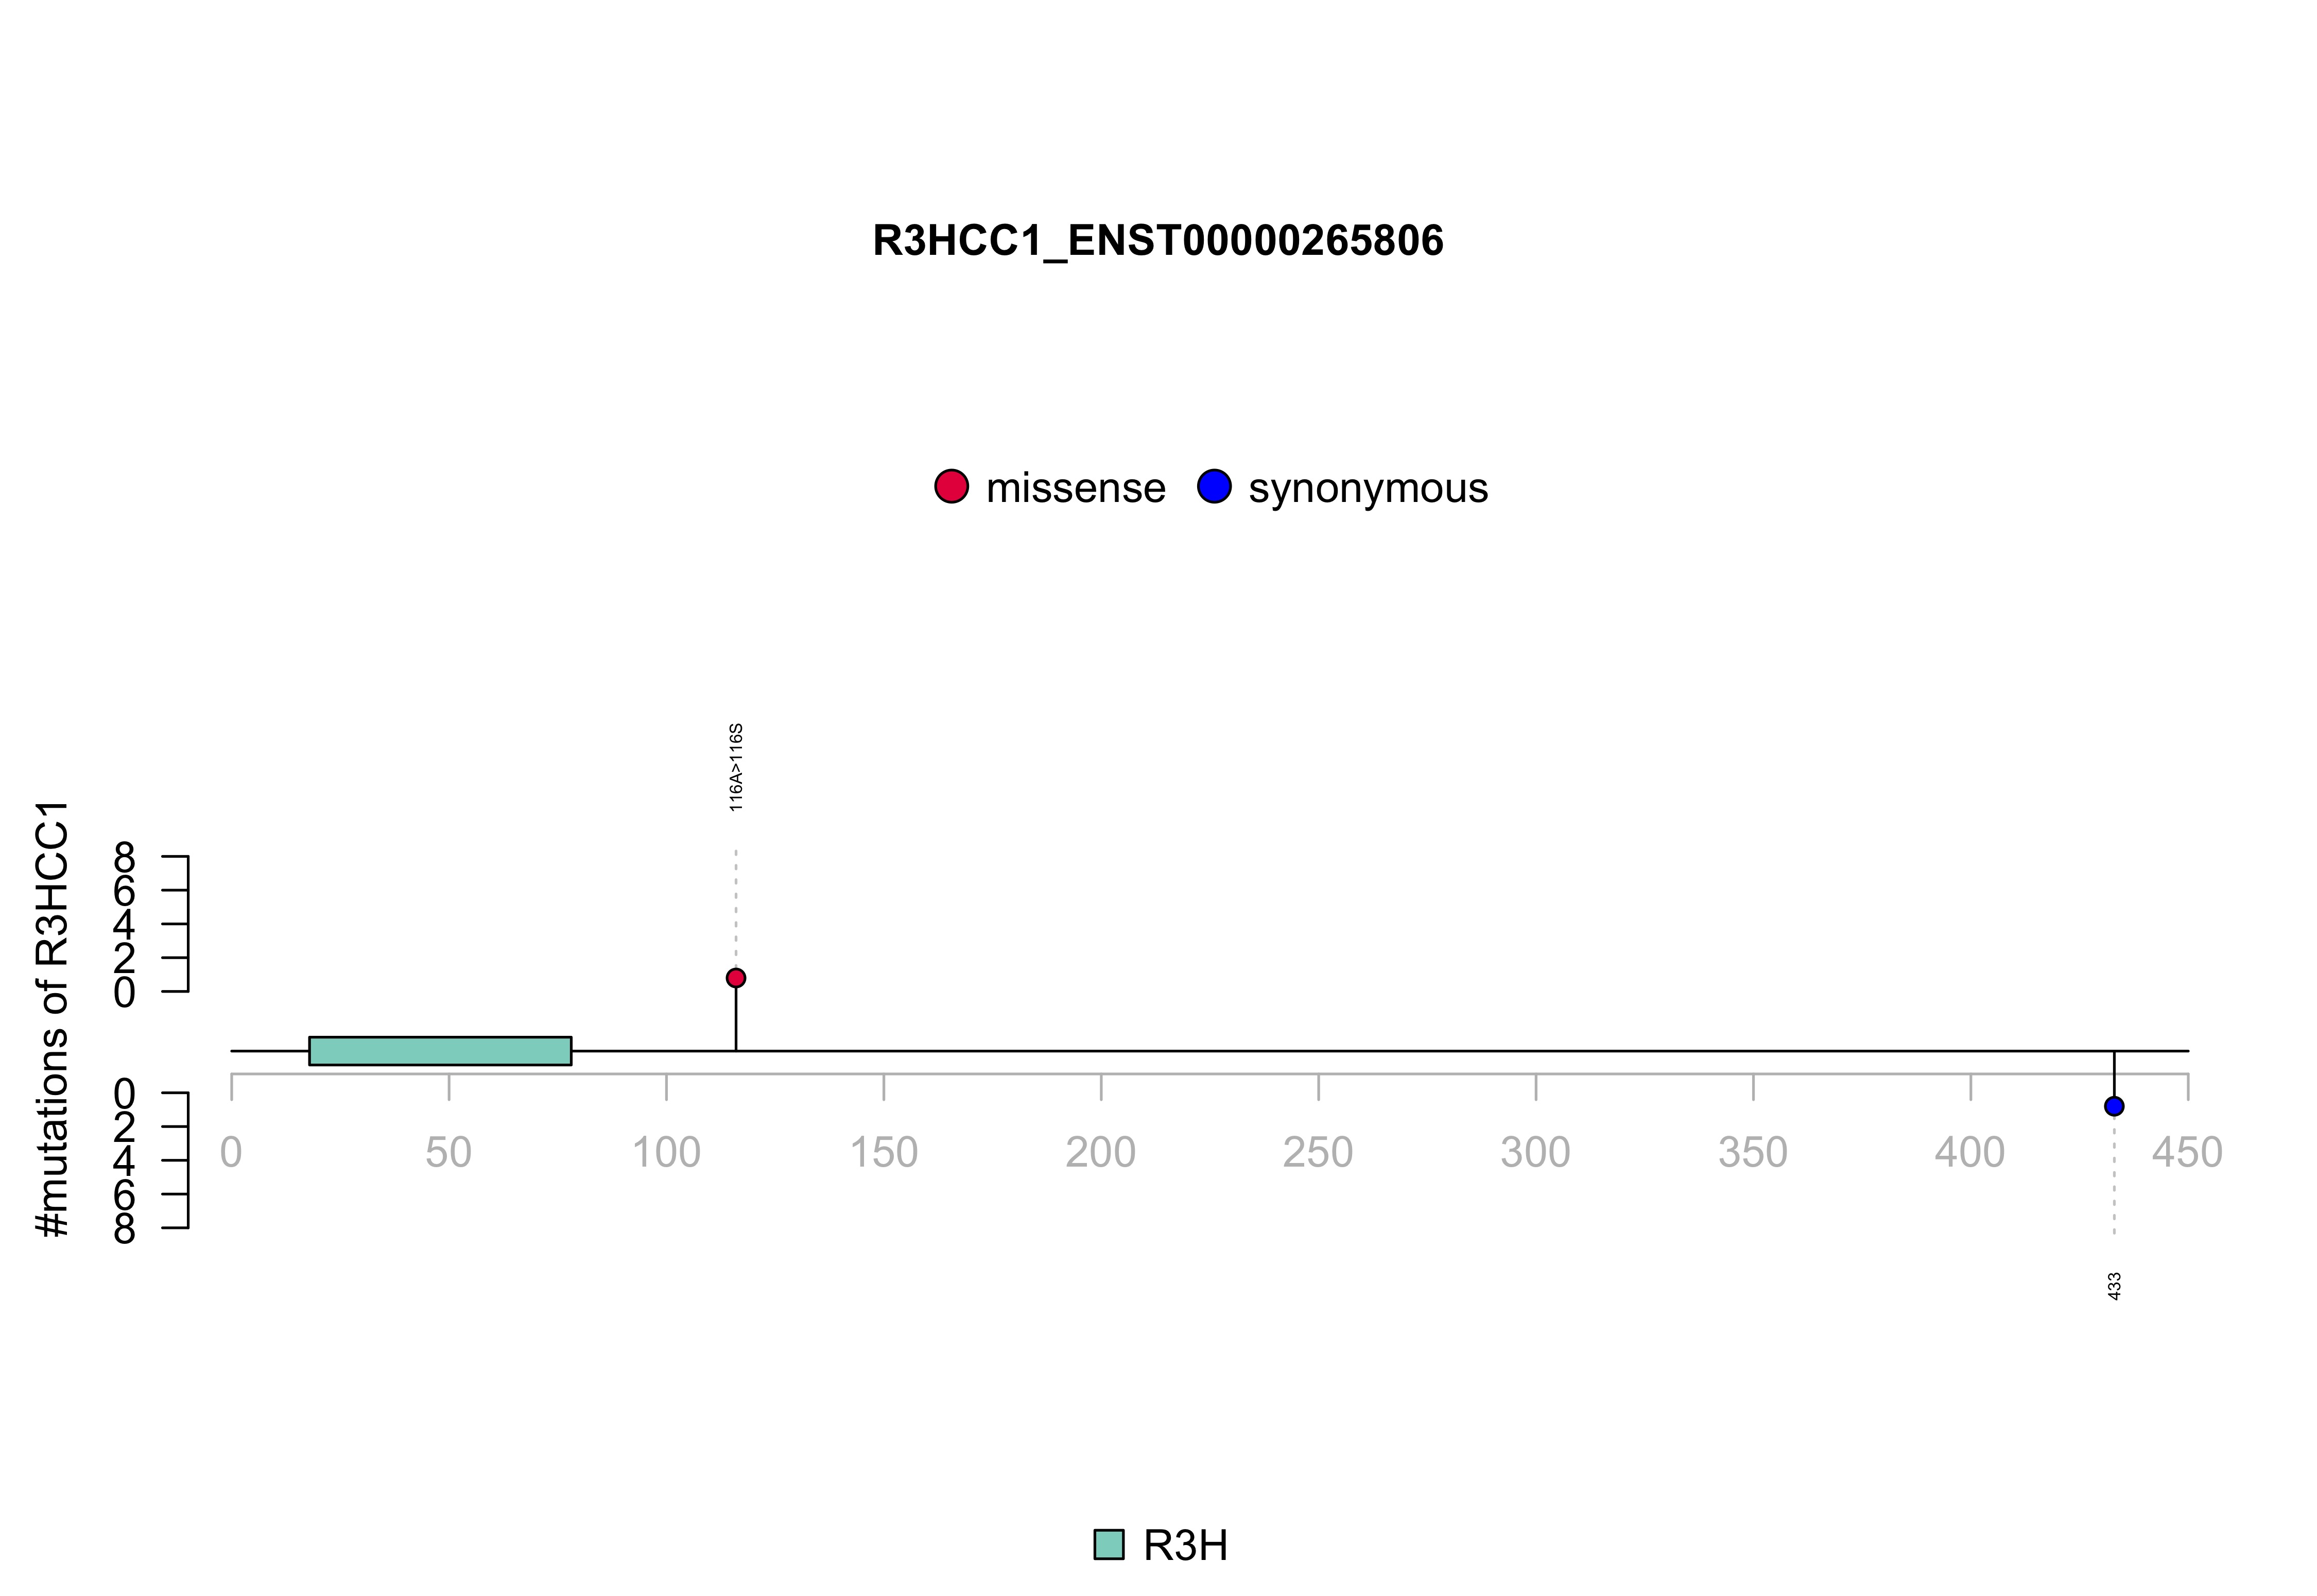 R3HCC1_ENST00000265806
missense synonymous
116A>116S
#mutations of R3HCC1
8
6
4
2
0
0
2
4
6
8
0 50 100 150 200 250 300 350 400 450
433
R3H